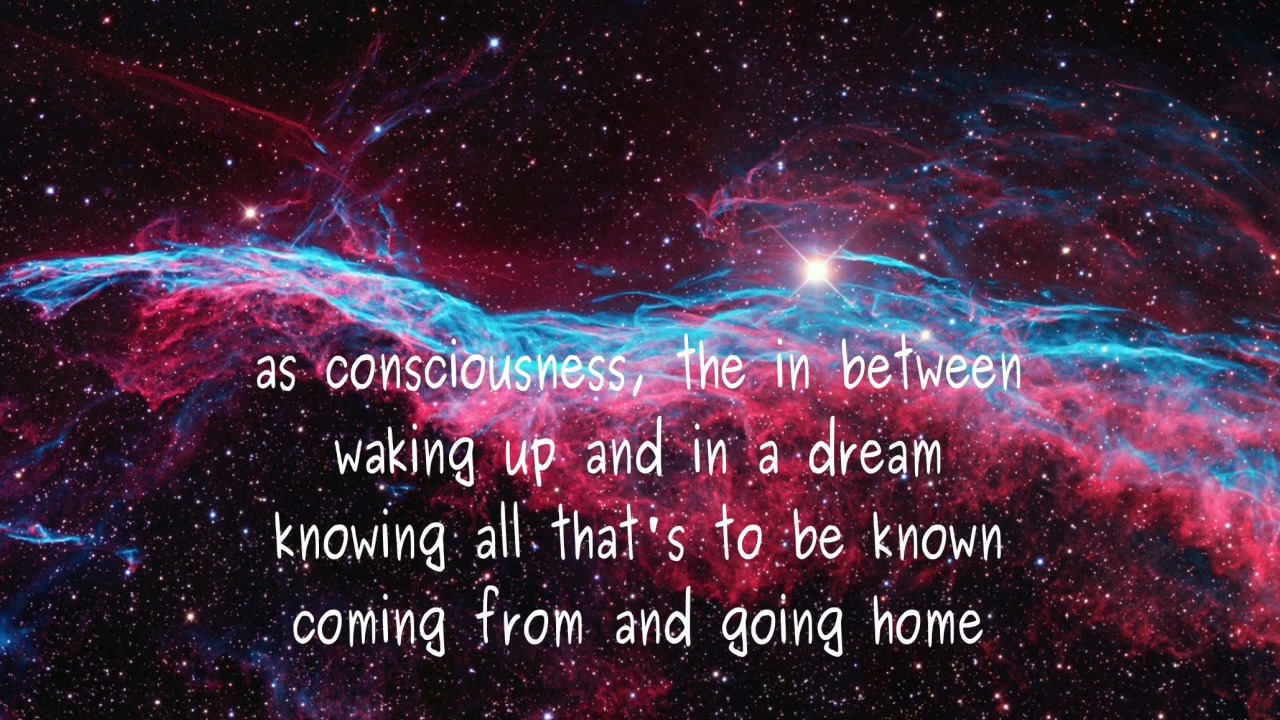 as consciousness, the in between
waking up and in a dream
knowing all that's to be known
coming from and going home